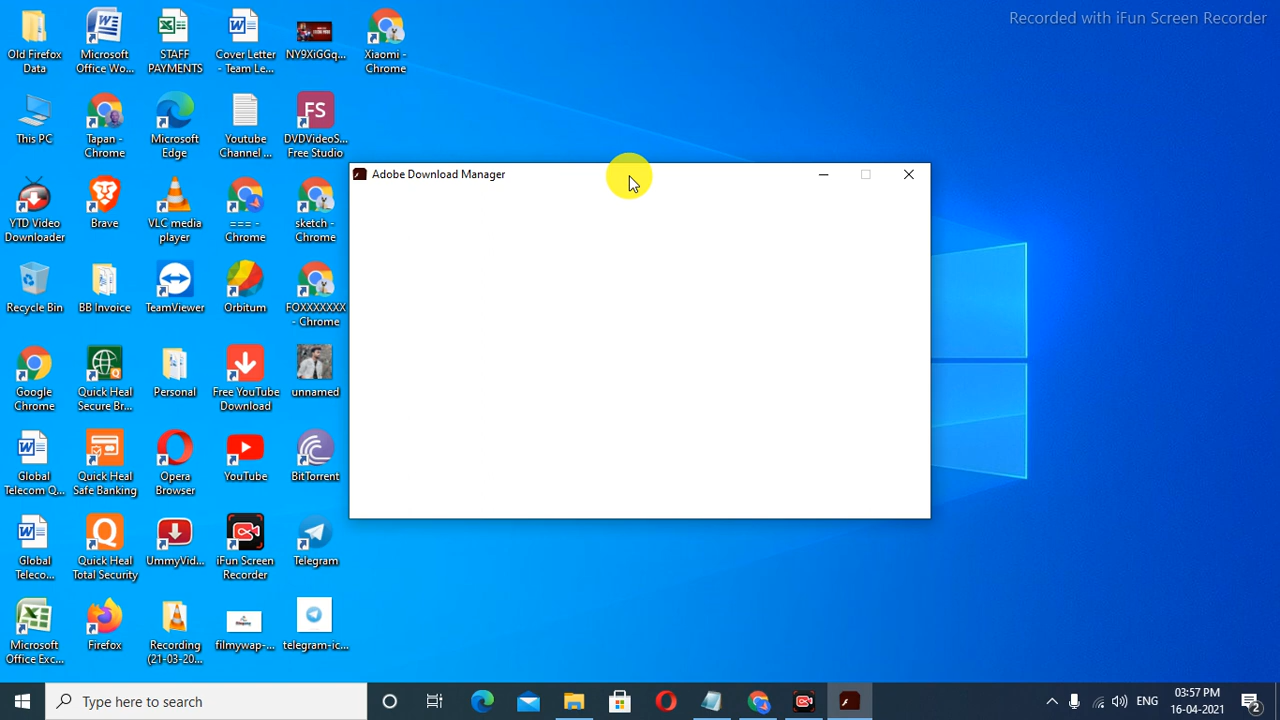 Recorded with iFun Screen Recorder
Old Firefox
Data
Microsoft
Office Wo...
STAFF
PAYMENTS
Cover Letter
- Team Le...
NY9XiGGq...
Xiaomi -
Chrome
This PC
Tapan -
Chrome
Microsoft
Edge
Youtube
Channel ...
FS
DVDVideoS...
Free Studio
Adobe Download Manager
YTD Video
Downloader
Brave
VLC media
player
=== -
Chrome
sketch -
Chrome
Recycle Bin
BB Invoice
TeamViewer
Orbitum
FOXXXXXXX
- Chrome
Google
Chrome
Quick Heal
Secure Br...
Personal
Free YouTube
Download
unnamed
Global
Telecom Q...
Quick Heal
Safe Banking
Opera
Browser
YouTube
BitTorrent
Global
Teleco...
Quick Heal
Total Security
UmmyVid...
iFun Screen
Recorder
Telegram
Microsoft
Office Exc...
Firefox
Recording
(21-03-20...
filmywap-...
telegram-ic...
Type here to search
ENG
03:57 PM
16-04-2021
2